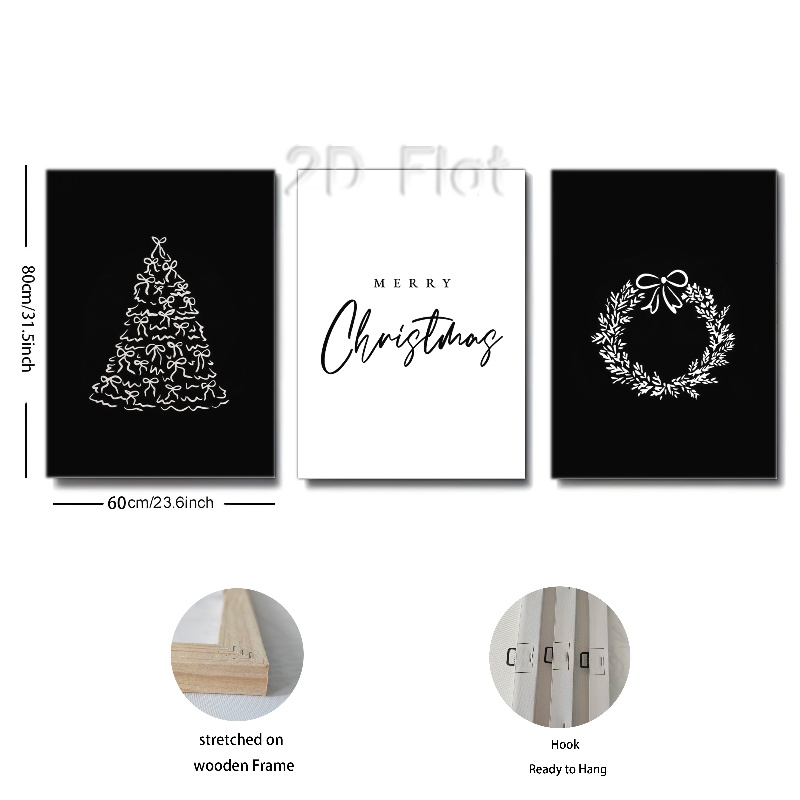 2D Flat
80cm/31.5inch
MERRY
Christmas
60cm/23.6inch
stretched on
wooden Frame
Hook
Ready to Hang